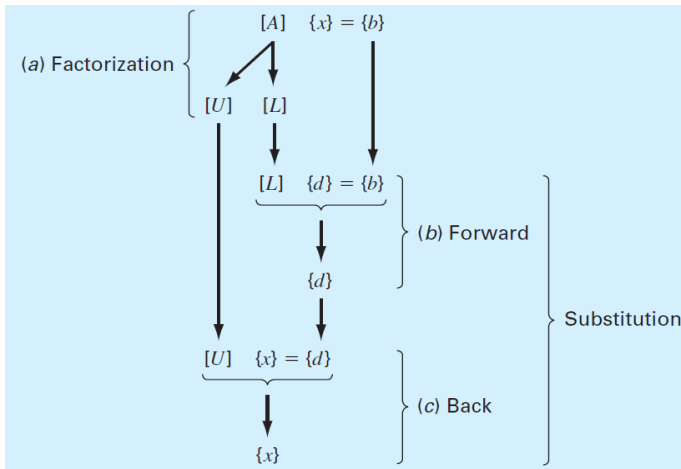 [A] {x} = {b}
(a) Factorization
[U] [L]
[L] {d} = {b}
(b) Forward
{d}
Substitution
[U] {x} = {d}
(c) Back
{x}